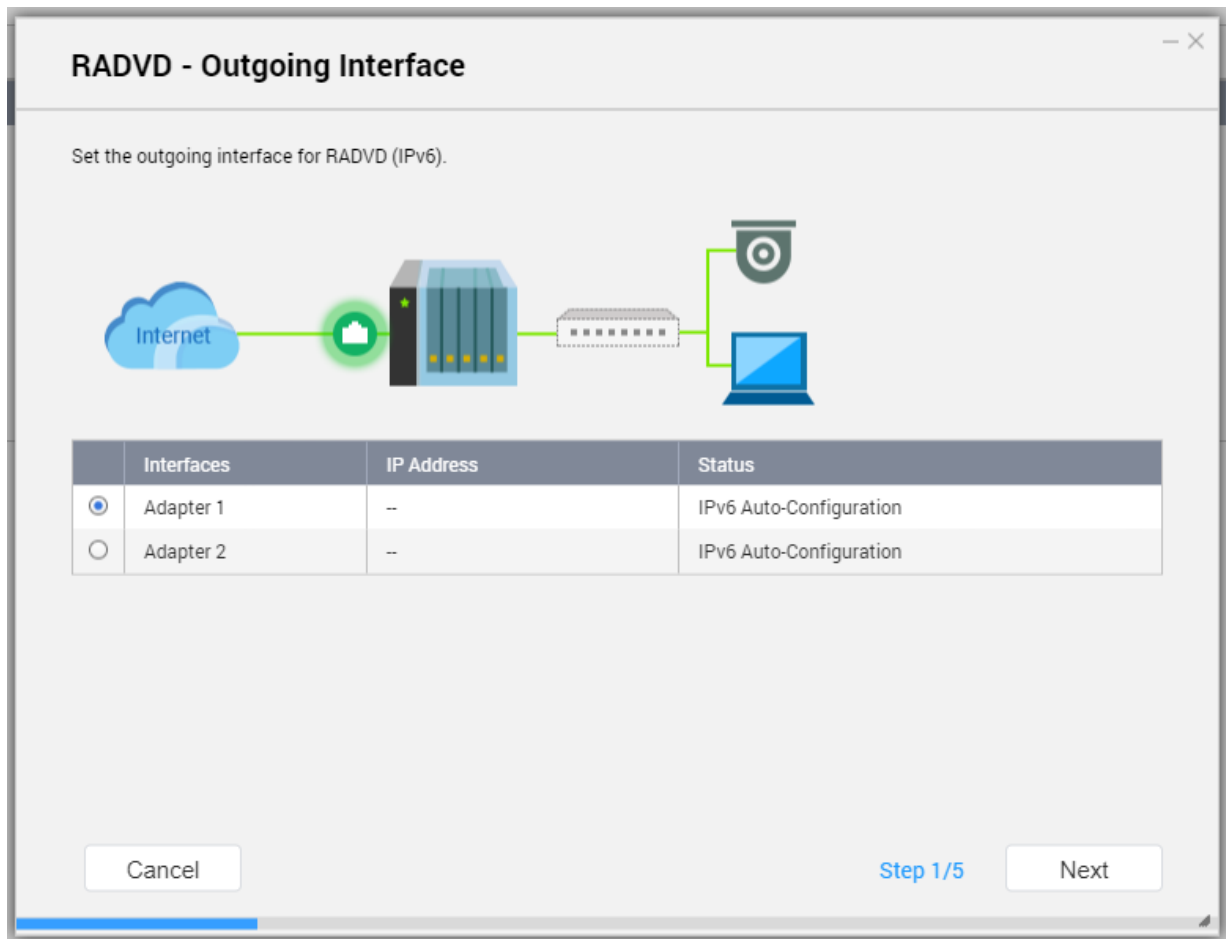 RADVD - Outgoing Interface
Set the outgoing interface for RADVD (IPv6).
Internet
Interfaces IP Address Status
Adapter 1 -- IPv6 Auto-Configuration
Adapter 2 -- IPv6 Auto-Configuration
Cancel Step 1/5 Next